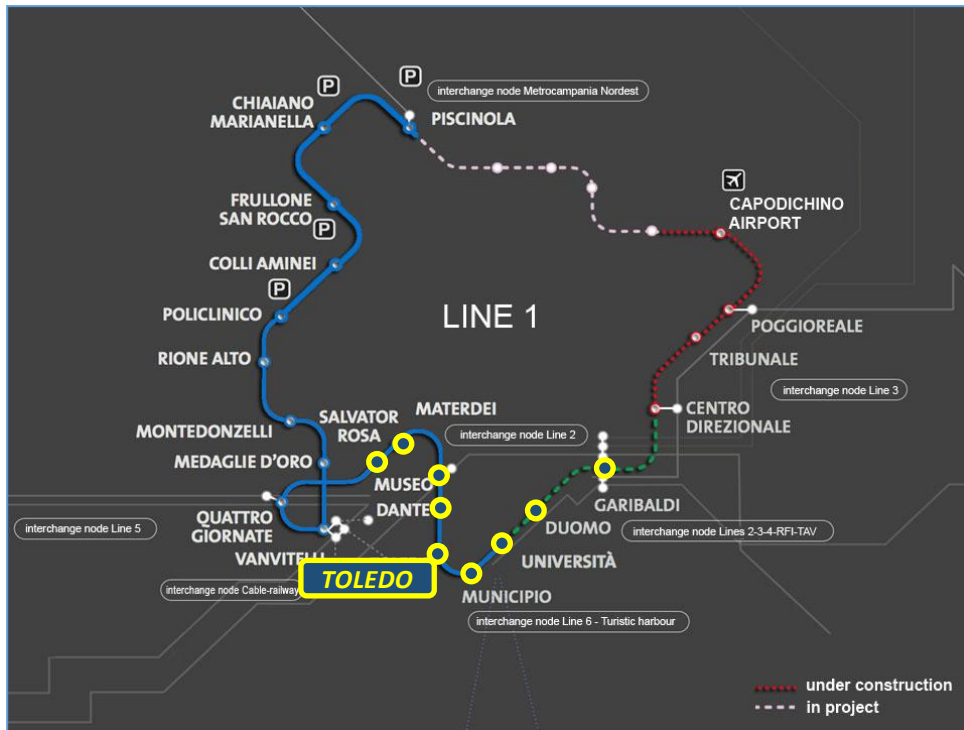 P
P
interchange node Metrocampania Nordest
CHIAIANO
MARIANELLA
PISCINOLA
FRULLONE
SAN ROCCO
P
CAPODICHINO
AIRPORT
COLLI AMINEI
P
POLICLINICO
LINE 1
POGGIOREALE
RIONE ALTO
TRIBUNALE
interchange node Line 3
SALVATOR
ROSA
MATERDEI
CENTRO
DIREZIONALE
MONTEDONZELLI
interchange node Line 2
MEDAGLIE D'ORO
MUSEO
GARIBALDI
DANTE
QUATTRO
GIORNATE
interchange node Line 5
DUOMO
interchange node Lines 2-3-4-RFI-TAV
VANVITELLI
UNIVERSITÀ
TOLEDO
interchange node Cable-railway
MUNICIPIO
interchange node Line 6 - Turistic harbour
under construction
in project